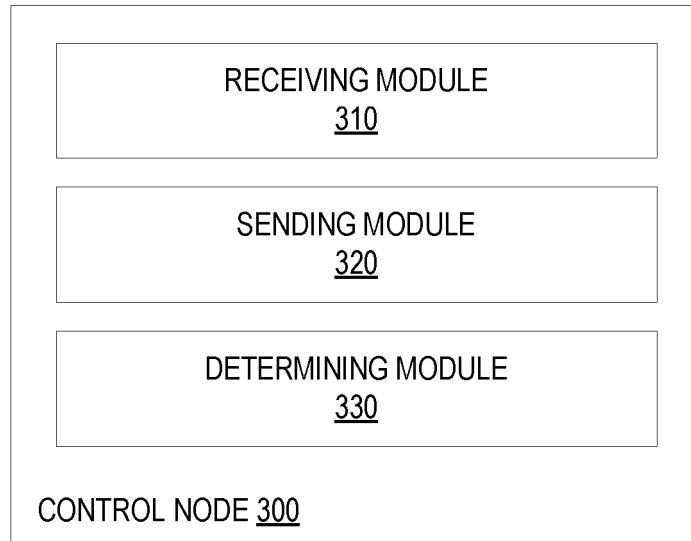 RECEIVING MODULE
310
SENDING MODULE
320
DETERMINING MODULE
330
CONTROL NODE 300